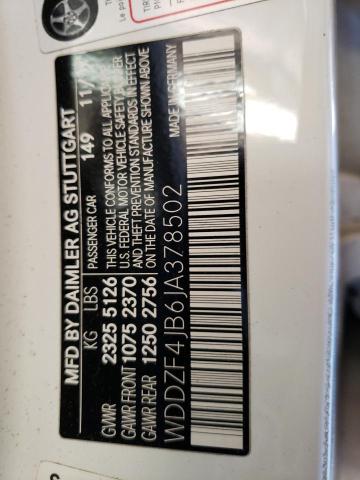 MFD BY DAIMLER AG STUTTGART
KG LBS PASSENGER CAR 149 11/
GVWR 2325 5126 THIS VEHICLE CONFORMS TO ALL APPLICABLE
GAWR FRONT 1075 2370 U.S. FEDERAL MOTOR VEHICLE SAFETY BUMPER
AND THEFT PREVENTION STANDARDS IN EFFECT
GAWR REAR 1250 2756 ON THE DATE OF MANUFACTURE SHOWN ABOVE
WDDZF4JB6JA378502 MADE IN GERMANY